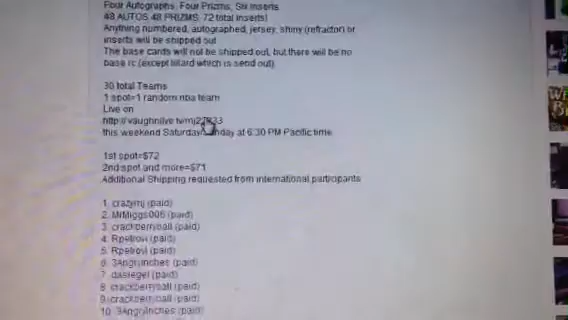 Four Autographs, Four Prizms, Six Inserts
48 AUTOS 48 PRIZMS, 72 total inserts!
Anything numbered, autographed, jersey, shiny (refractor) or
inserts will be shipped out
The base cards will not be shipped out, but there will be no
base rc (except lillard which is send out)
30 total Teams
1 spot=1 random nba team
Live on
this weekend Saturday at 6:30 PM Pacific time
1st spot=$72
2nd spot and more=$71
Additional Shipping requested from international participants
1. crazymj (paid)
2. MrMiggs006 (paid)
3. crackberryball (paid)
4. Rpetrovi (paid)
5. Rpetrovi (paid)
6. 3Angrylnches (paid)
7. dasiegel (paid)
8. crackberryball (paid)
9. crackberryball (paid)
10. 3Angrylnches (paid)